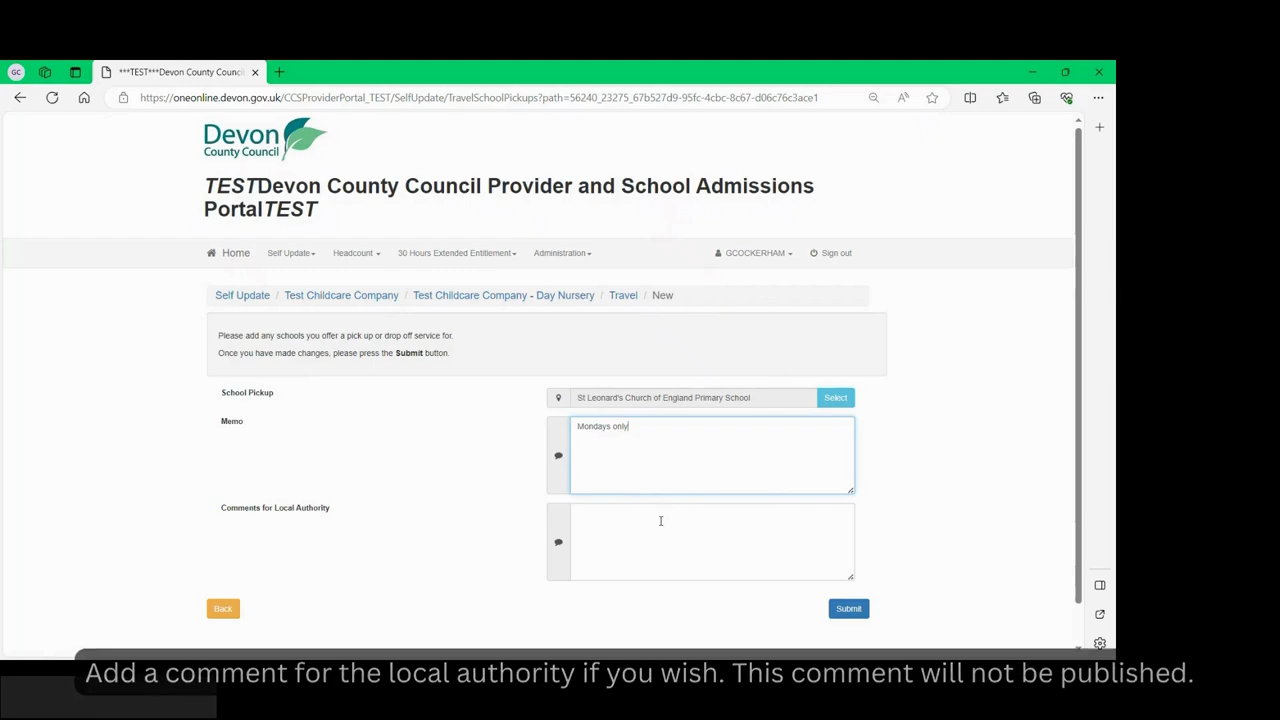 GC
***TEST***Devon County Counci
https://oneonline.devon.gov.uk/CCSProviderPortal_TEST/SelfUpdate/TravelSchoolPickups?path=56240_23275_67b527d9-95fc-4cbc-8c67-d06c76c3ace1
Devon
County Council
TESTDevon County Council Provider and School Admissions
PortalTEST
Home Self Update Headcount 30 Hours Extended Entitlement Administration GCOCKERHAM Sign out
Self Update / Test Childcare Company / Test Childcare Company - Day Nursery / Travel / New
Please add any schools you offer a pick up or drop off service for.
Once you have made changes, please press the Submit button.
School Pickup St Leonard's Church of England Primary School Select
Memo Mondays only
Comments for Local Authority
Back Submit
Add a comment for the local authority if you wish. This comment will not be published.